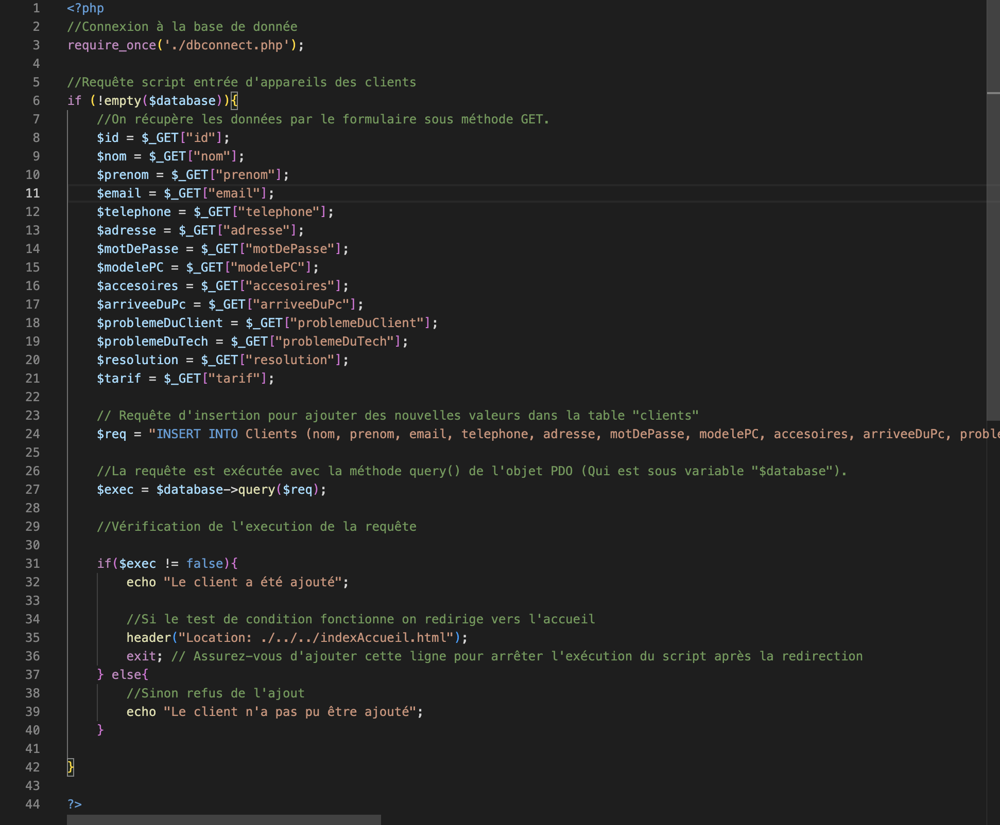 1 <?php
2 //Connexion à la base de donnée
3 require_once('./dbconnect.php');
4
5 //Requête script entrée d'appareils des clients
6 if (!empty($database)){
7 //On récupère les données par le formulaire sous méthode GET.
8 $id = $_GET["id"];
9 $nom = $_GET["nom"];
10 $prenom = $_GET["prenom"];
11 $email = $_GET["email"];
12 $telephone = $_GET["telephone"];
13 $adresse = $_GET["adresse"];
14 $motDePasse = $_GET["motDePasse"];
15 $modelePC = $_GET["modelePC"];
16 $accesoires = $_GET["accesoires"];
17 $arriveeDuPc = $_GET["arriveeDuPc"];
18 $problemeDuClient = $_GET["problemeDuClient"];
19 $problemeDuTech = $_GET["problemeDuTech"];
20 $resolution = $_GET["resolution"];
21 $tarif = $_GET["tarif"];
22
23 // Requête d'insertion pour ajouter des nouvelles valeurs dans la table "clients"
24 $req = "INSERT INTO Clients (nom, prenom, email, telephone, adresse, motDePasse, modelePC, accesoires, arriveeDuPc,
25
26 //La requête est exécutée avec la méthode query() de l'objet PDO (Qui est sous variable "$database").
27 $exec = $database->query($req);
28
29 //Vérification de l'execution de la requête
30
31 if($exec != false){
32 echo "Le client a été ajouté";
33
34 //Si le test de condition fonctionne on redirige vers l'accueil
35 header("Location: ./../../indexAccueil.html");
36 exit; // Assurez-vous d'ajouter cette ligne pour arrêter l'exécution du script après la redirection
37 } else{
38 //Sinon refus de l'ajout
39 echo "Le client n'a pas pu être ajouté";
40 }
41
42 }
43
44 ?>